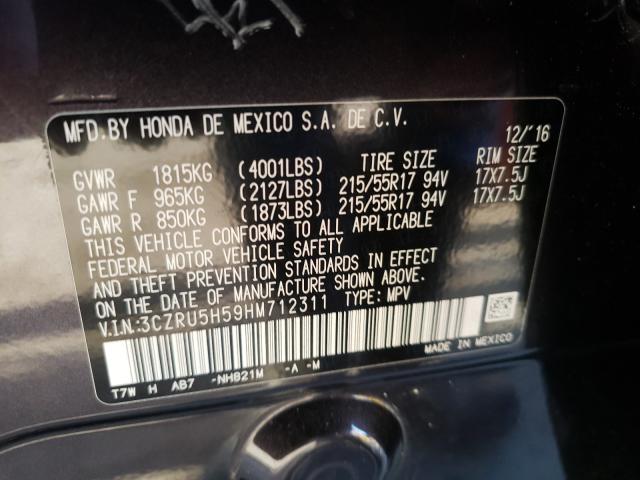 MFD.BY HONDA DE MEXICO S.A. DE C.V. 12/'16
GVWR 1815KG (4001LBS) TIRE SIZE RIM SIZE
GAWR F 965KG (2127LBS) 215/55R17 94V 17X7.5J
GAWR R 850KG (1873LBS) 215/55R17 94V 17X7.5J
THIS VEHICLE CONFORMS TO ALL APPLICABLE
FEDERAL MOTOR VEHICLE SAFETY
AND THEFT PREVENTION STANDARDS IN EFFECT
ON THE DATE OF MANUFACTURE SHOWN ABOVE.
V.I.N.:3CZRU5H59HM712311 TYPE: MPV
MADE IN MEXICO
T7W H AB7 -NH821M -A -M